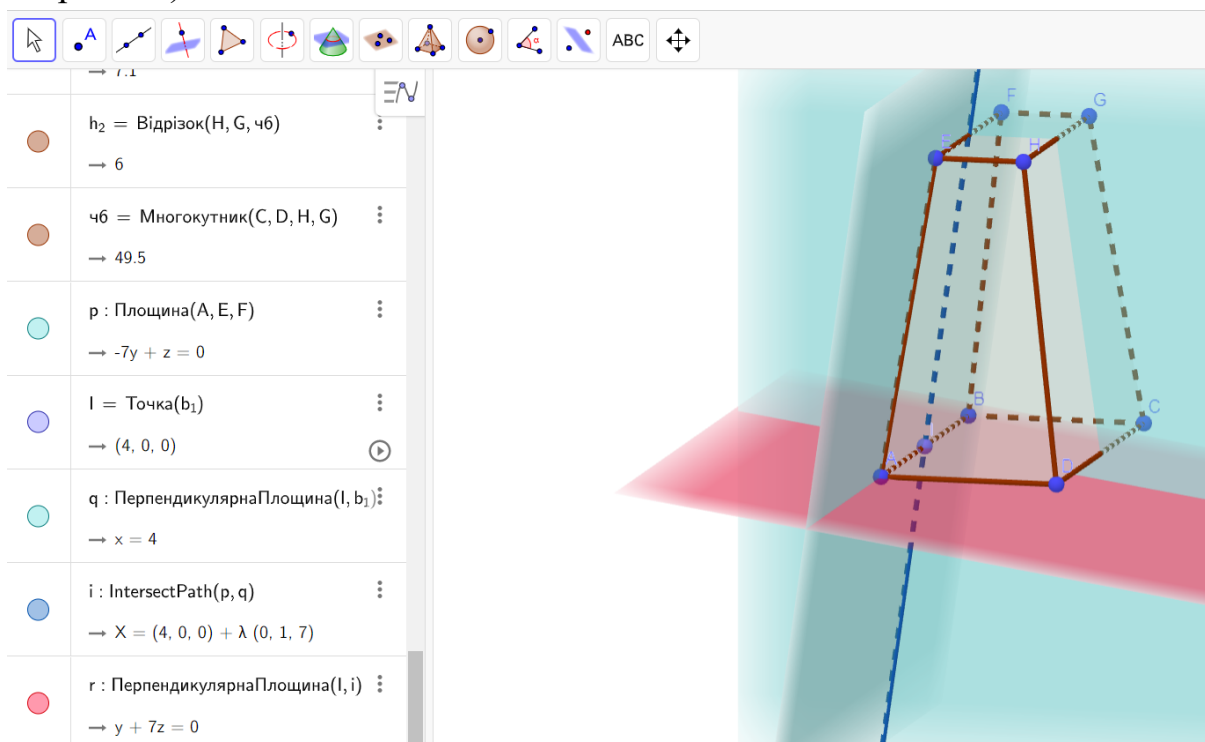 A
α
ABC
→ 7.1
h₂ = Відрізок(H, G, чб)
→ 6
чб = Многокутник(C, D, H, G)
→ 49.5
p : Площина(A, E, F)
→ -7y + z = 0
I = Точка(b₁)
→ (4, 0, 0)
q : ПерпендикулярнаПлощина(I, b₁)
→ x = 4
i : IntersectPath(p, q)
→ X = (4, 0, 0) + λ (0, 1, 7)
r : ПерпендикулярнаПлощина(I, i)
→ y + 7z = 0
F
G
E
H
B
C
I
A
D